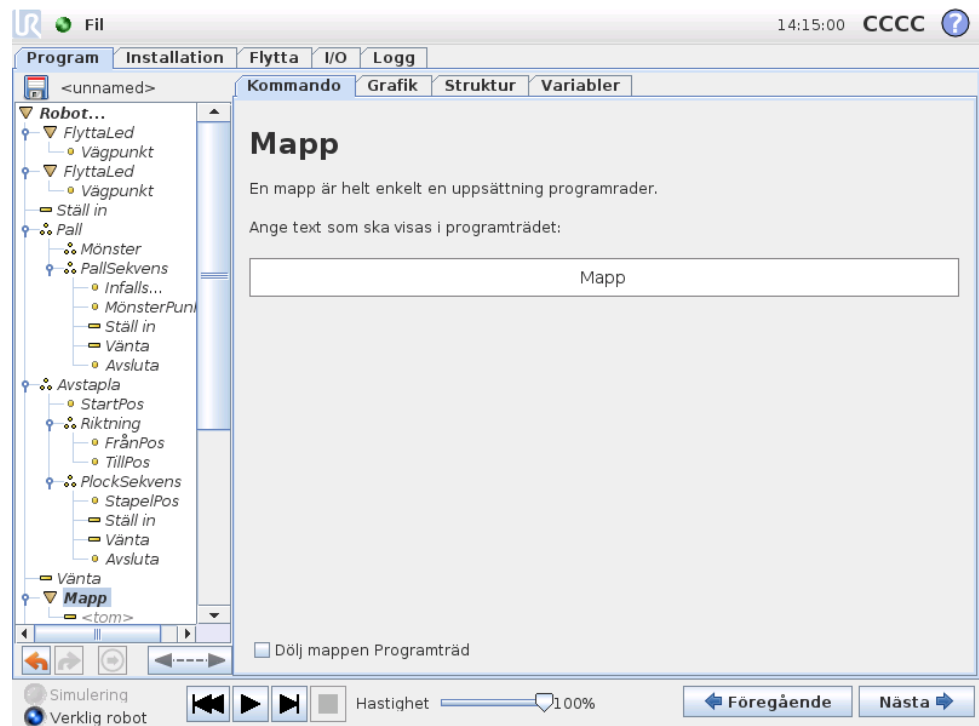 UR Fil 14:15:00 CCCC ?
Program Installation Flytta I/O Logg
<unnamed>
Kommando Grafik Struktur Variabler
Robot...
FlyttaLed
Vägpunkt
FlyttaLed
Vägpunkt
Ställ in
Pall
Mönster
PallSekvens
Infalls...
MönsterPun
Ställ in
Vänta
Avsluta
Avstapla
StartPos
Riktning
FrånPos
TillPos
PlockSekvens
StapelPos
Ställ in
Vänta
Avsluta
Vänta
Mapp
<tom>
Mapp
En mapp är helt enkelt en uppsättning programrader.
Ange text som ska visas i programträdet:
Mapp
Dölj mappen Programträd
Simulering
Verklig robot
Hastighet 100%
Föregående Nästa